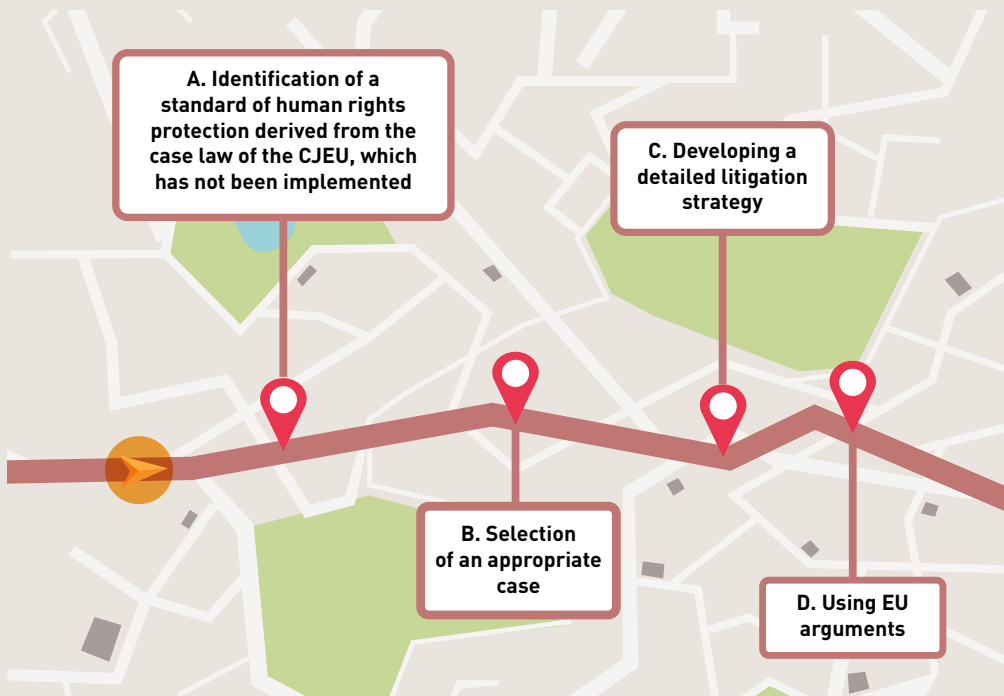 A. Identification of a
standard of human rights
protection derived from the
case law of the CJEU, which
has not been implemented
B. Selection
of an appropriate
case
C. Developing a
detailed litigation
strategy
D. Using EU
arguments